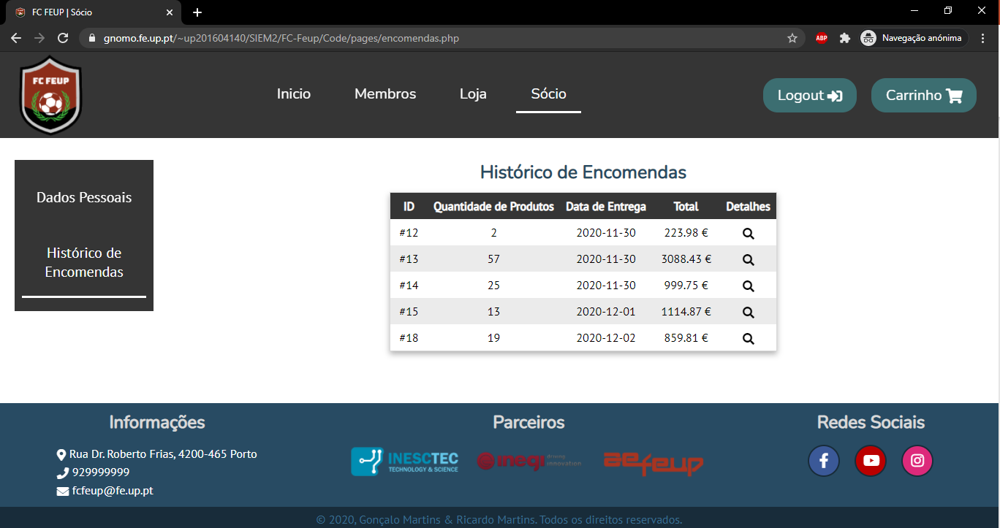 FC FEUP | Sócio
gnomo.fe.up.pt/~up201604140/SIEM2/FC-Feup/Code/pages/encomendas.php
ABP
Navegação anónima
FC FEUP
Inicio
Membros
Loja
Sócio
Logout
Carrinho
Dados Pessoais
Histórico de
Encomendas
Histórico de Encomendas
ID Quantidade de Produtos Data de Entrega Total Detalhes
#12 2 2020-11-30 223.98 €
#13 57 2020-11-30 3088.43 €
#14 25 2020-11-30 999.75 €
#15 13 2020-12-01 1114.87 €
#18 19 2020-12-02 859.81 €
Informações
Rua Dr. Roberto Frias, 4200-465 Porto
929999999
fcfeup@fe.up.pt
Parceiros
INESCTEC
TECHNOLOGY & SCIENCE
inegi driving
innovation
aefeup
Redes Sociais
© 2020, Gonçalo Martins & Ricardo Martins. Todos os direitos reservados.